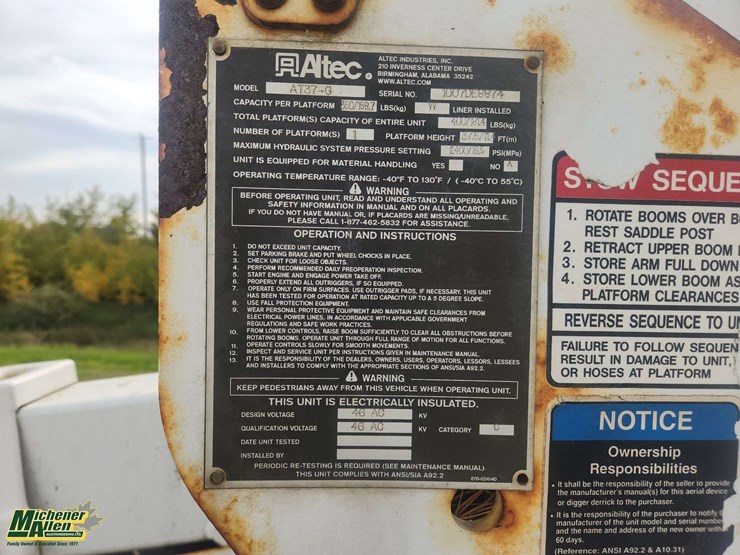 Altec.
ALTEC INDUSTRIES, INC.
210 INVERNESS CENTER DRIVE
BIRMINGHAM, ALABAMA 35242
WWW.ALTEC.COM
MODEL AT37-G SERIAL NO.
CAPACITY PER PLATFORM 350/158.7 LBS(kg) W LINER INSTALLED
TOTAL PLATFORM(S) CAPACITY OF ENTIRE UNIT LBS(kg)
NUMBER OF PLATFORM(S) 1 PLATFORM HEIGHT FT(m)
MAXIMUM HYDRAULIC SYSTEM PRESSURE SETTING PSI(MPa)
UNIT IS EQUIPPED FOR MATERIAL HANDLING YES NO X
OPERATING TEMPERATURE RANGE: -40°F TO 130°F / (-40°C TO 55°C)
WARNING
BEFORE OPERATING UNIT, READ AND UNDERSTAND ALL OPERATING AND
SAFETY INFORMATION IN MANUAL AND ON ALL PLACARDS.
IF YOU DO NOT HAVE MANUAL OR, IF PLACARDS ARE MISSING/UNREADABLE,
PLEASE CALL 1-877-462-5832 FOR ASSISTANCE.
OPERATION AND INSTRUCTIONS
1. DO NOT EXCEED UNIT CAPACITY.
2. SET PARKING BRAKE AND PUT WHEEL CHOCKS IN PLACE.
3. CHECK UNIT FOR LOOSE OBJECTS.
4. PERFORM RECOMMENDED DAILY PREOPERATION INSPECTION.
5. START ENGINE AND ENGAGE POWER TAKE OFF.
6. PROPERLY EXTEND ALL OUTRIGGERS, IF SO EQUIPPED.
7. OPERATE ONLY ON FIRM SURFACES. USE OUTRIGGER PADS, IF NECESSARY. THIS UNIT
HAS BEEN TESTED FOR OPERATION AT RATED CAPACITY UP TO A 5 DEGREE SLOPE.
8. USE FALL PROTECTION EQUIPMENT.
9. WEAR PERSONAL PROTECTIVE EQUIPMENT AND MAINTAIN SAFE CLEARANCES FROM
ELECTRICAL POWER LINES, IN ACCORDANCE WITH APPLICABLE GOVERNMENT
REGULATIONS AND SAFE WORK PRACTICES.
10. FROM LOWER CONTROLS, RAISE BOOM SUFFICIENTLY TO CLEAR ALL OBSTRUCTIONS BEFORE
ROTATING BOOMS. OPERATE UNIT THROUGH FULL RANGE OF MOTION FOR ALL FUNCTIONS.
11. OPERATE CONTROLS SLOWLY FOR SMOOTH MOVEMENTS.
12. INSPECT AND SERVICE UNIT PER INSTRUCTIONS GIVEN IN MAINTENANCE MANUAL.
13. IT IS THE RESPONSIBILITY OF THE DEALERS, OWNERS, USERS, OPERATORS, LESSORS, LESSEES
AND INSTALLERS TO COMPLY WITH THE APPROPRIATE SECTIONS OF ANSI/SIA A92.2.
WARNING
KEEP PEDESTRIANS AWAY FROM THIS VEHICLE WHEN OPERATING UNIT.
THIS UNIT IS ELECTRICALLY INSULATED.
DESIGN VOLTAGE 46 AC KV
QUALIFICATION VOLTAGE 46 AC KV CATEGORY C
DATE UNIT TESTED
INSTALLED BY
PERIODIC RE-TESTING IS REQUIRED (SEE MAINTENANCE MANUAL)
THIS UNIT COMPLIES WITH ANSI/SIA A92.2
STOW SEQUE
1. ROTATE BOOMS OVER B
REST SADDLE POST
2. RETRACT UPPER BOOM
3. STORE ARM FULL DOWN
4. STORE LOWER BOOM AS
PLATFORM CLEARANCES
REVERSE SEQUENCE TO UN
FAILURE TO FOLLOW SEQUEN
RESULT IN DAMAGE TO UNIT,
OR HOSES AT PLATFORM
NOTICE
Ownership
Responsibilities
• It shall be the responsibility of the seller to provide
the manufacturer's manual(s) for this aerial device
or digger derrick to the purchaser.
• It is the responsibility of the purchaser to notify
manufacturer of the unit model and serial number
and the name and address of the new owner
60 days.
(Reference ANSI A92.2 & A10.31)
Michener
Allen
AUCTIONEERING LTD.
Family Owned & Operated Since 1971